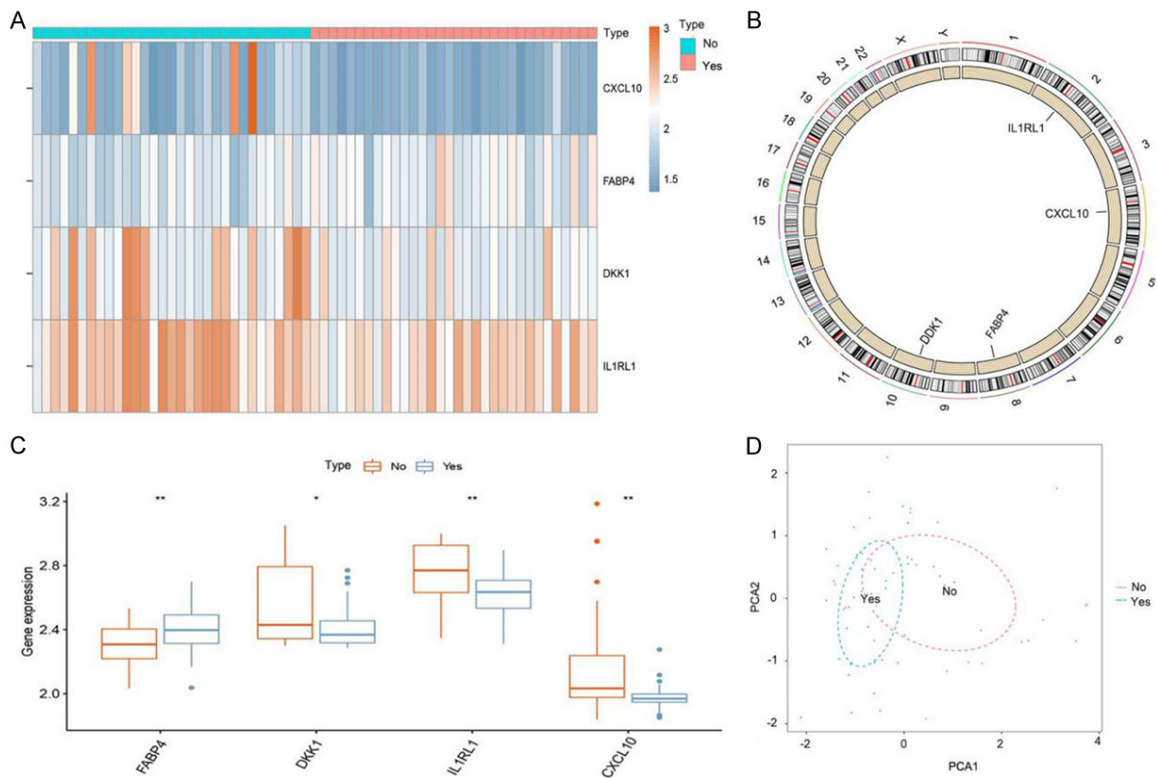 A
Type
CXCL10
FABP4
DKK1
IL1RL1
3
2.5
2
1.5
Type
No
Yes
B
1
2
3
5
6
7
8
9
10
11
12
13
14
15
16
17
18
19
20
21
22
X
Y
IL1RL1
CXCL10
FABP4
DDK1
C
Type No Yes
** * ** **
Gene expression
3.2
2.8
2.4
2.0
FABP4 DKK1 IL1RL1 CXCL10
D
PCA2
2
1
0
-1
-2
Yes
No
No
Yes
-2 0 2 4
PCA1